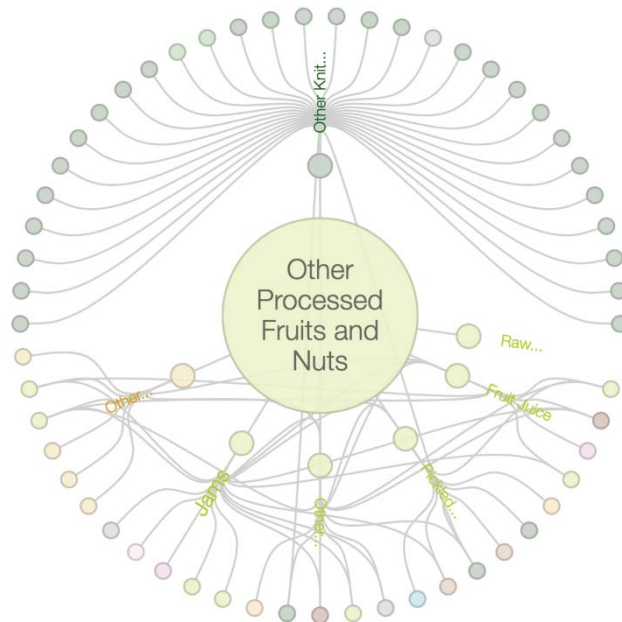 Other Knit...
Other
Processed
Fruits and
Nuts
Raw...
Other...
Fruit Juice
Jams
Other...
Pickled...